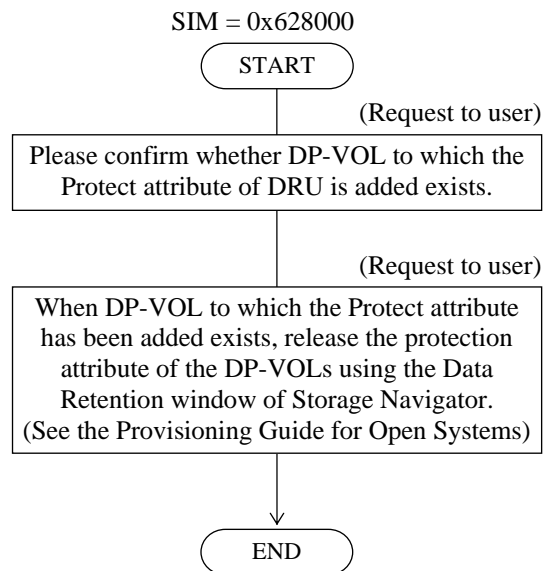 SIM = 0x628000
START
(Request to user)
Please confirm whether DP-VOL to which the
Protect attribute of DRU is added exists.
(Request to user)
When DP-VOL to which the Protect attribute
has been added exists, release the protection
attribute of the DP-VOLs using the Data
Retention window of Storage Navigator.
(See the Provisioning Guide for Open Systems)
END